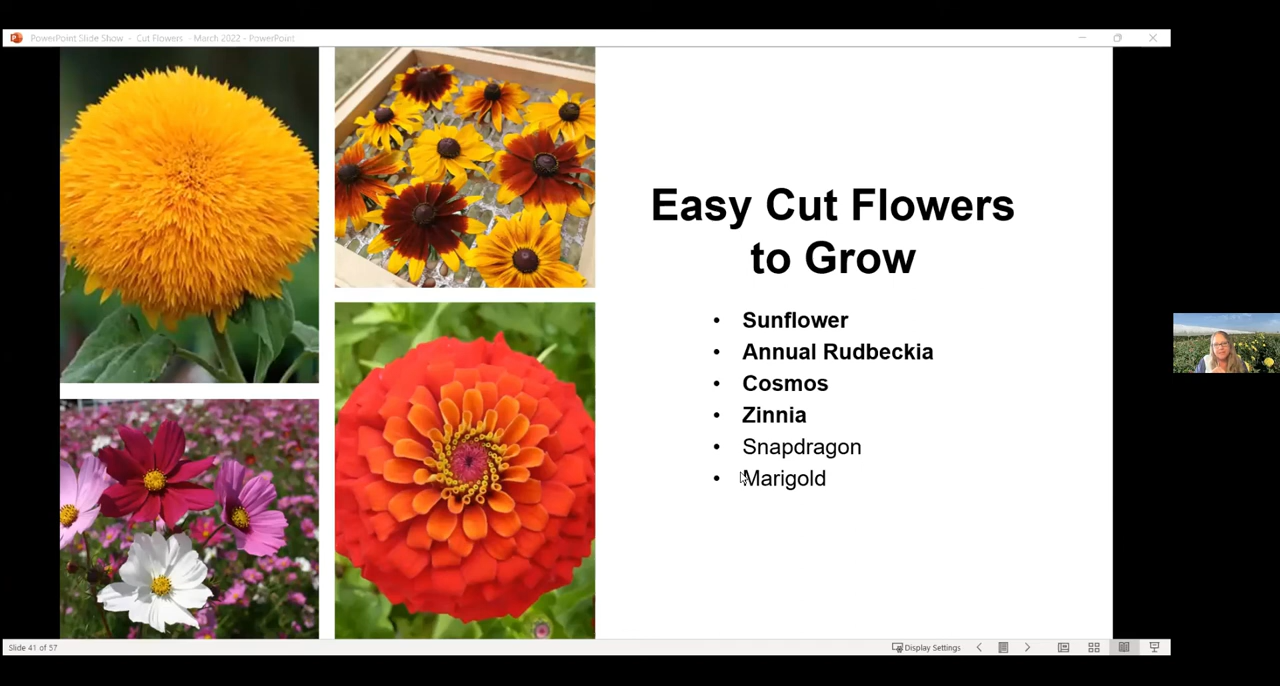 PowerPoint Slide Show - Cut Flowers - March 2022 - PowerPoint
Easy Cut Flowers
to Grow
• Sunflower
• Annual Rudbeckia
• Cosmos
• Zinnia
• Snapdragon
• Marigold
Slide 41 of 57
Display Settings